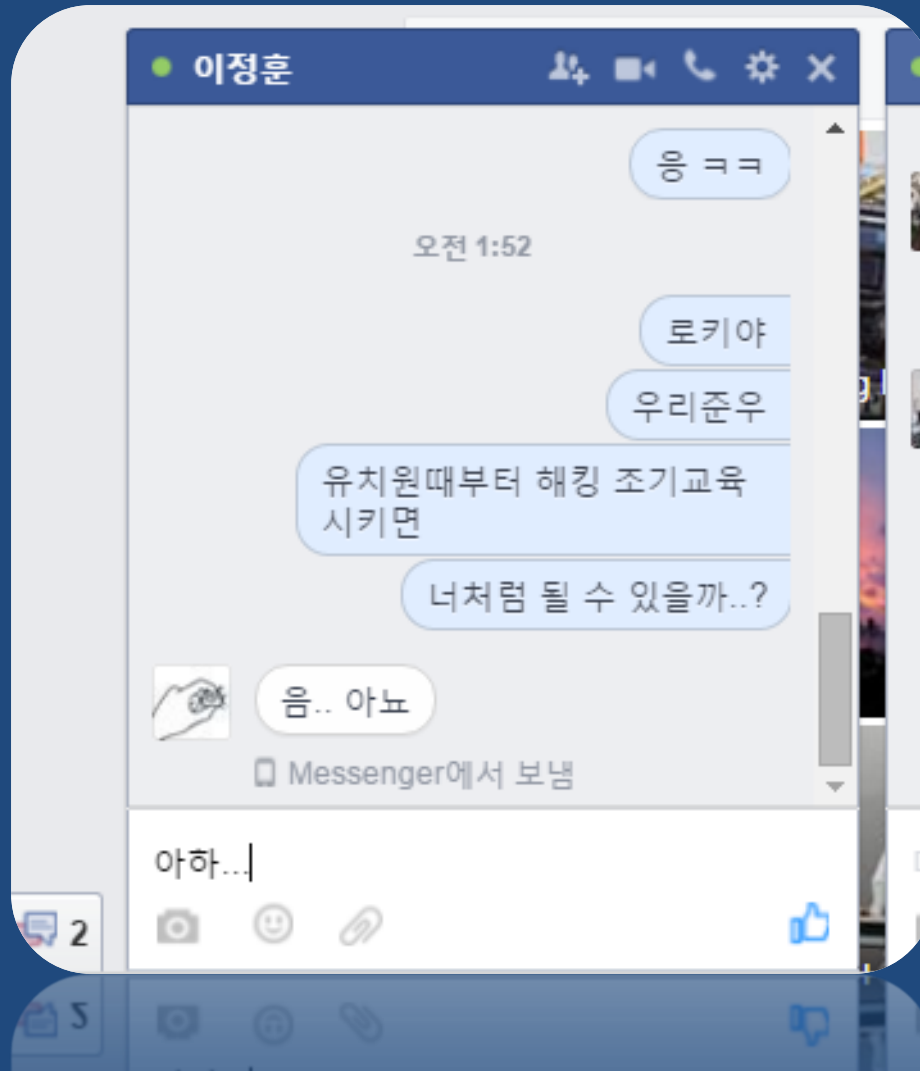 이정훈
응 ㅋㅋ
오전 1:52
로키야
우리준우
유치원때부터 해킹 조기교육
시키면
너처럼 될 수 있을까..?
음.. 아뇨
Messenger에서 보냄
아하...
2